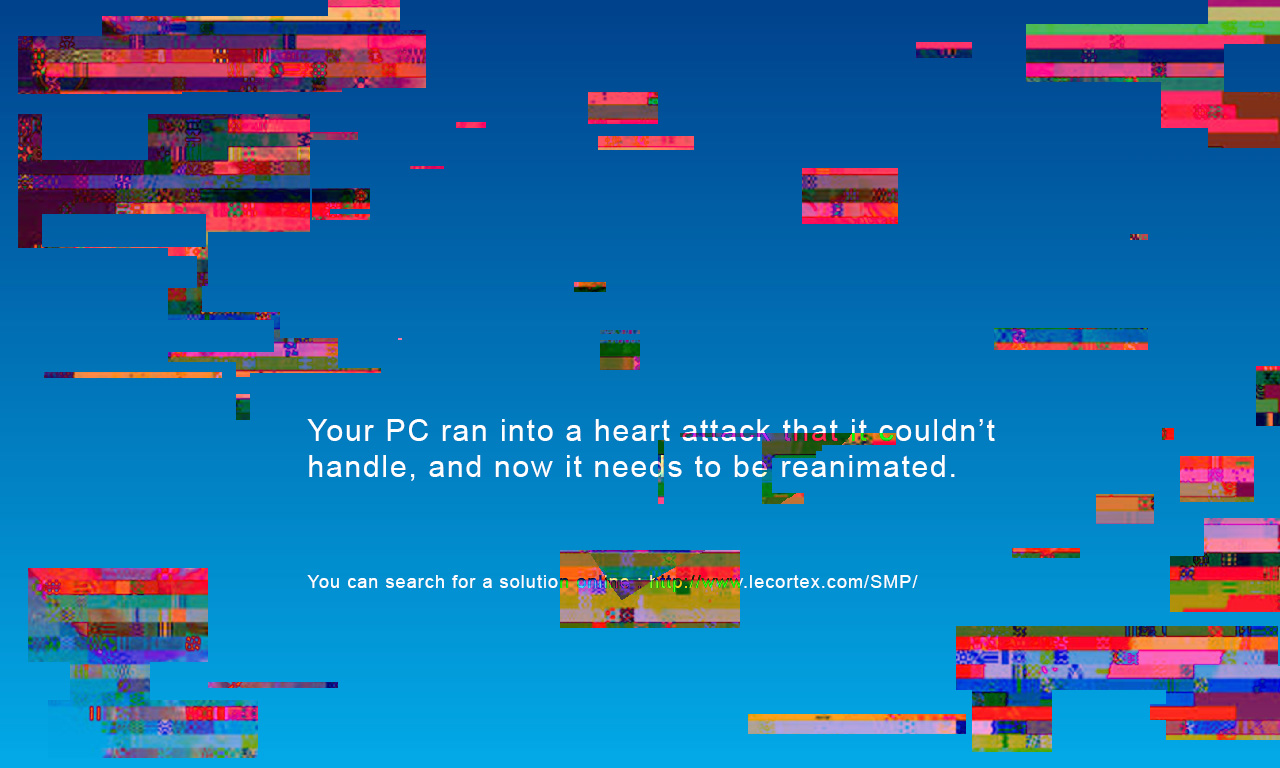 Your PC ran into a heart attack that it couldn’t
handle, and now it needs to be reanimated.
You can search for a solution online : http://www.lecortex.com/SMP/